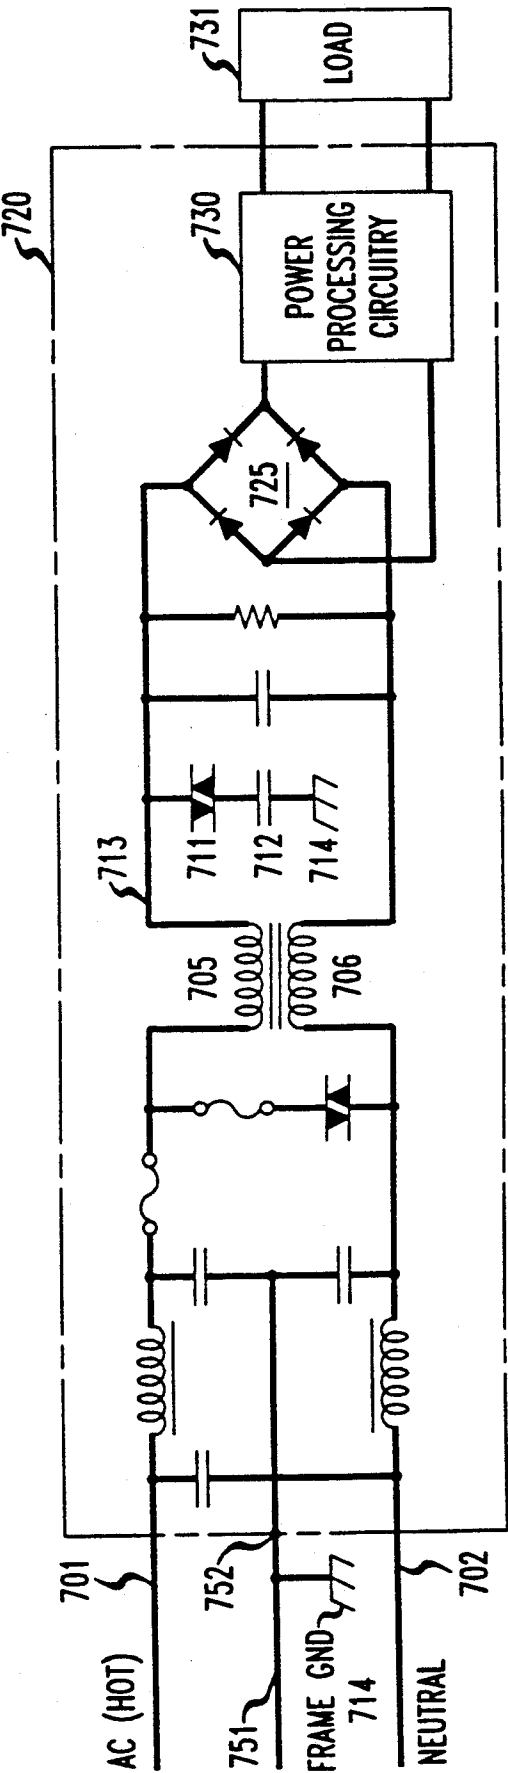 AC (HOT)
701
720
713
705
711
712
714
725
730
POWER
PROCESSING
CIRCUITRY
731
LOAD
751
752
FRAME GND
714
706
NEUTRAL
702